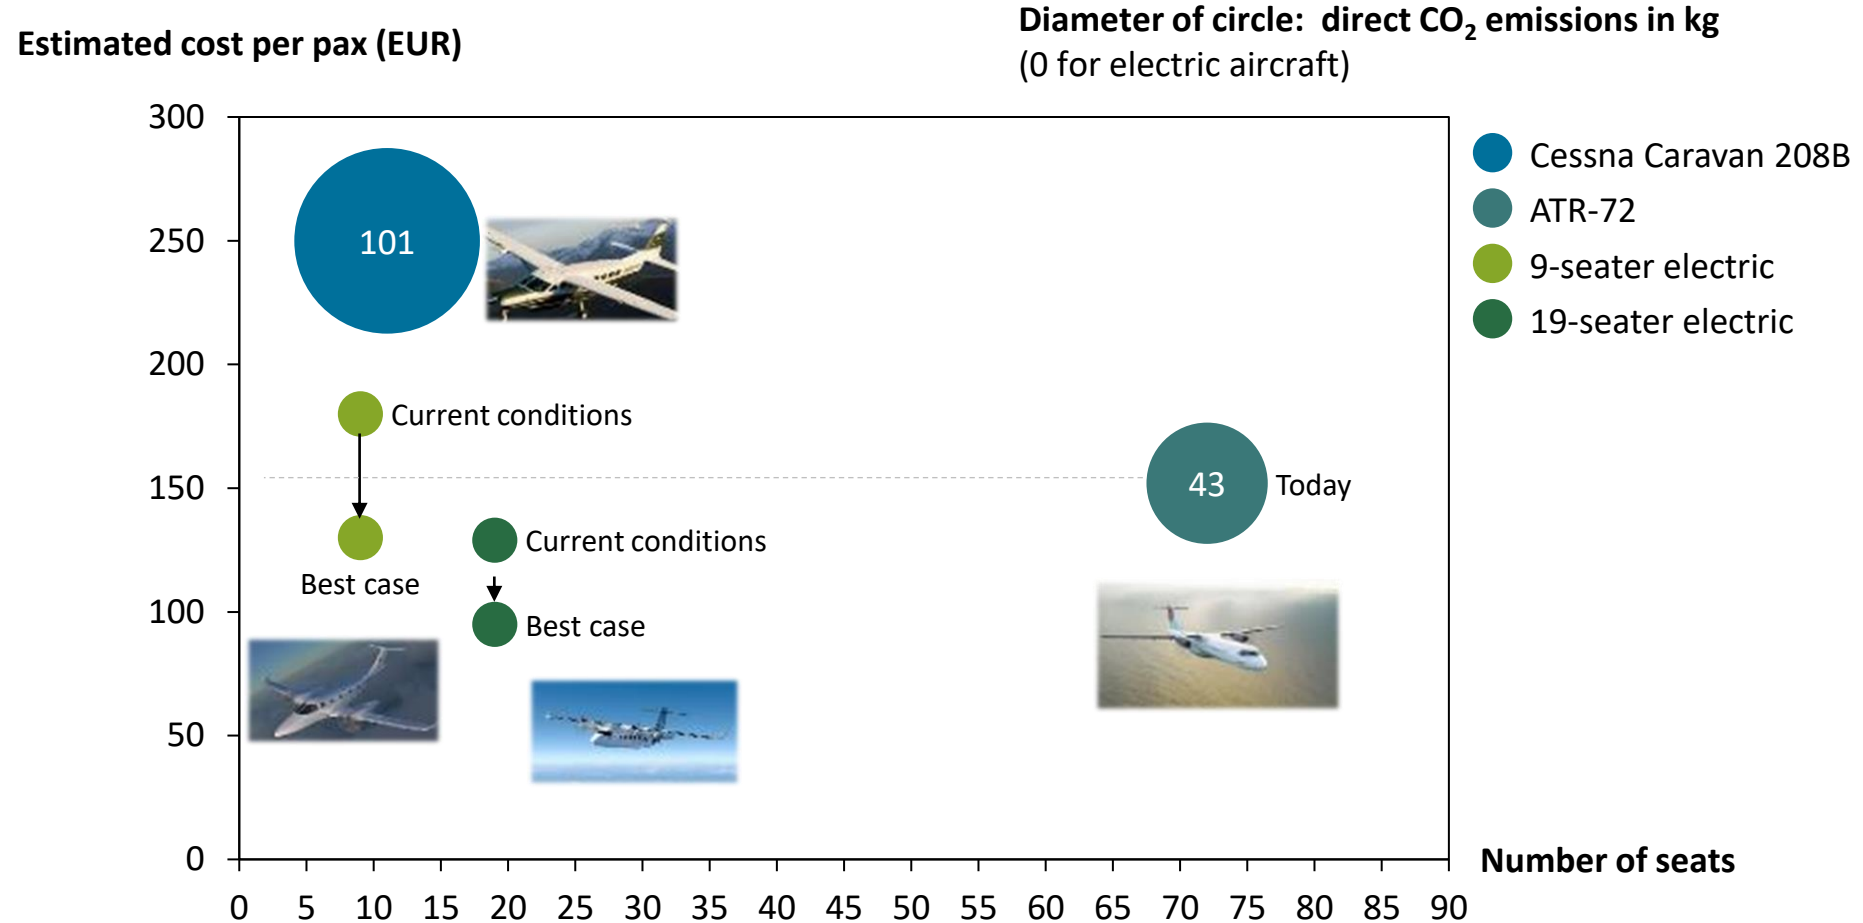 Estimated cost per pax (EUR)
Diameter of circle: direct CO₂ emissions in kg
(0 for electric aircraft)
300
250
200
150
100
50
0
101
Current conditions
Best case
Current conditions
Best case
43
Today
Cessna Caravan 208B
ATR-72
9-seater electric
19-seater electric
Number of seats
0 5 10 15 20 25 30 35 40 45 50 55 60 65 70 75 80 85 90